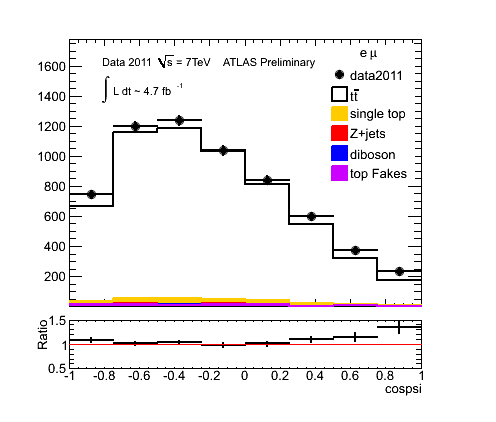 Data 2011 √s = 7TeV ATLAS Preliminary
∫ L dt ~ 4.7 fb -1
e μ
data2011
tt̄
single top
Z+jets
diboson
top Fakes
1600
1400
1200
1000
800
600
400
200
Ratio
1.5
1
0.5
-1 -0.8 -0.6 -0.4 -0.2 0 0.2 0.4 0.6 0.8 1
cospsi